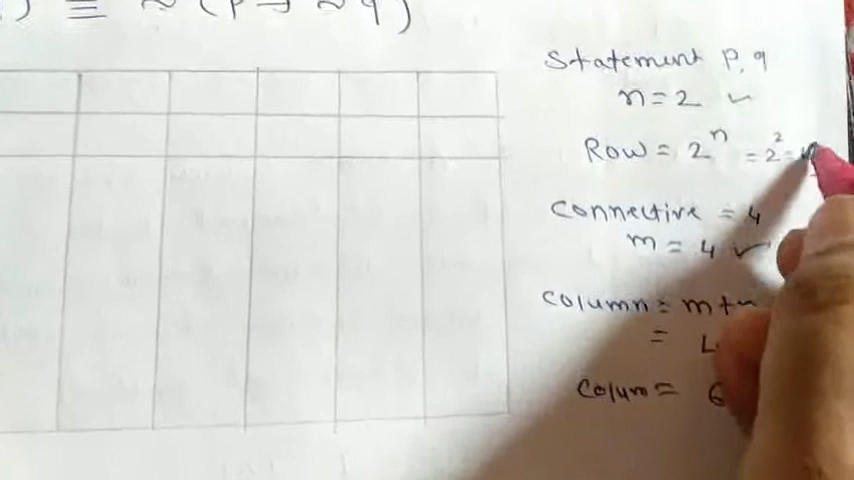 ) ≡ ~ (p → ~ q)
Statement P, q
n = 2 ✓
Row = 2ⁿ = 2² =
Connective = 4
m = 4 ✓
Column = m +
=
Colum = 6